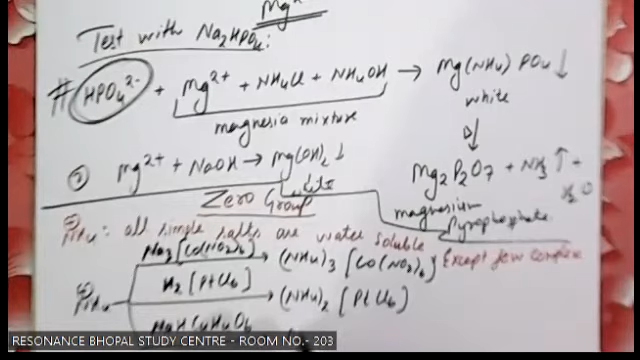 Mg²⁺
Test with Na2HPO4:
# HPO4²⁻ + Mg²⁺ + NH4Cl + NH4OH → Mg(NH4) PO4 ↓
white
magnesia mixture
Δ
② Mg²⁺ + NaOH → Mg(OH)2 ↓
white
Mg2P2O7 + NH3 ↑ +
H2O
magnesium
Pyrophosphate
Zero Group
NH4: all simple salts are water soluble
Except few complex
Na3[Co(NO2)6] → (NH4)3 [Co(NO2)6]
NH4
H2 [PtCl6] → (NH4)2 [PtCl6]
NaHC4H4O6
RESONANCE BHOPAL STUDY CENTRE - ROOM NO.- 203